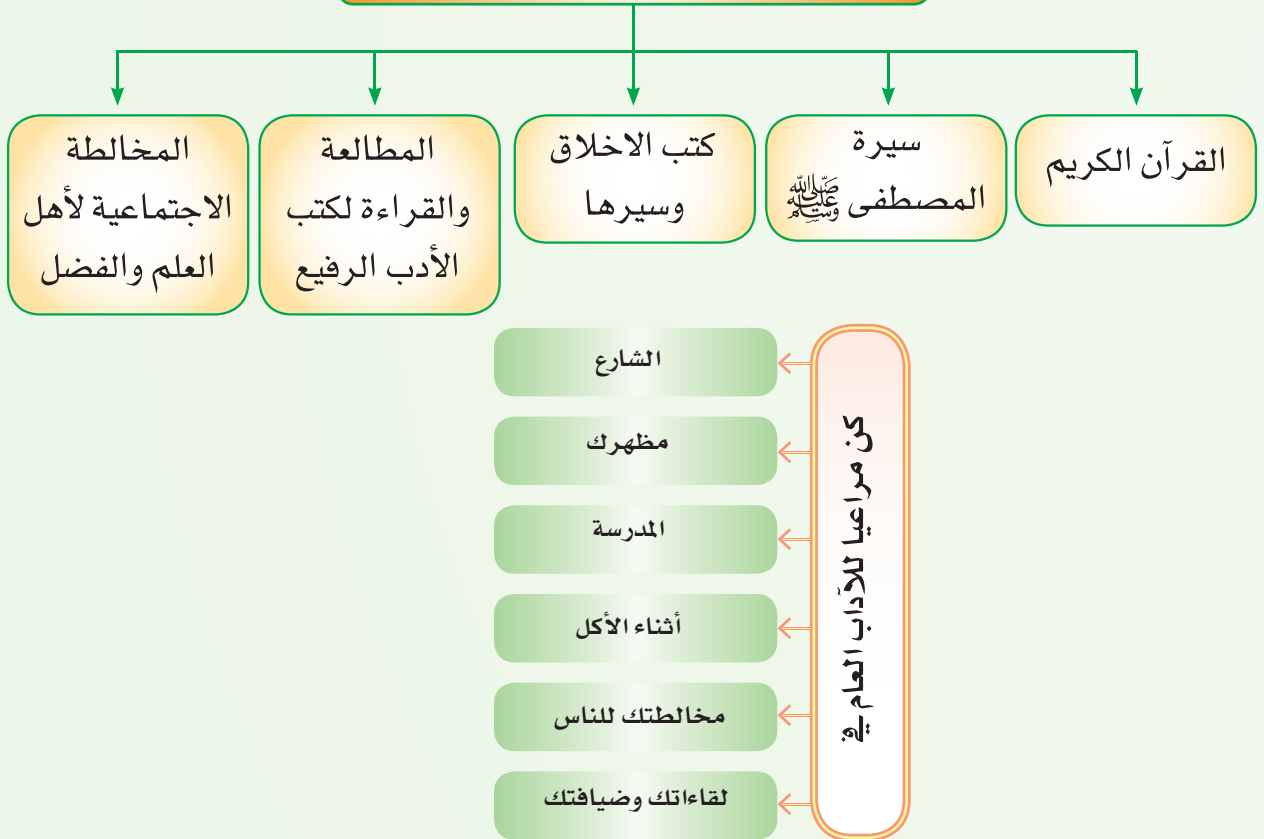 القرآن الكريم
سيرة
المصطفى ﷺ
كتب الاخلاق
وسيرها
المطالعة
والقراءة لكتب
الأدب الرفيع
المخالطة
الاجتماعية لأهل
العلم والفضل
كن مراعيا للآداب العام في
الشارع
مظهرك
المدرسة
أثناء الأكل
مخالطتك للناس
لقاءاتك وضيافتك